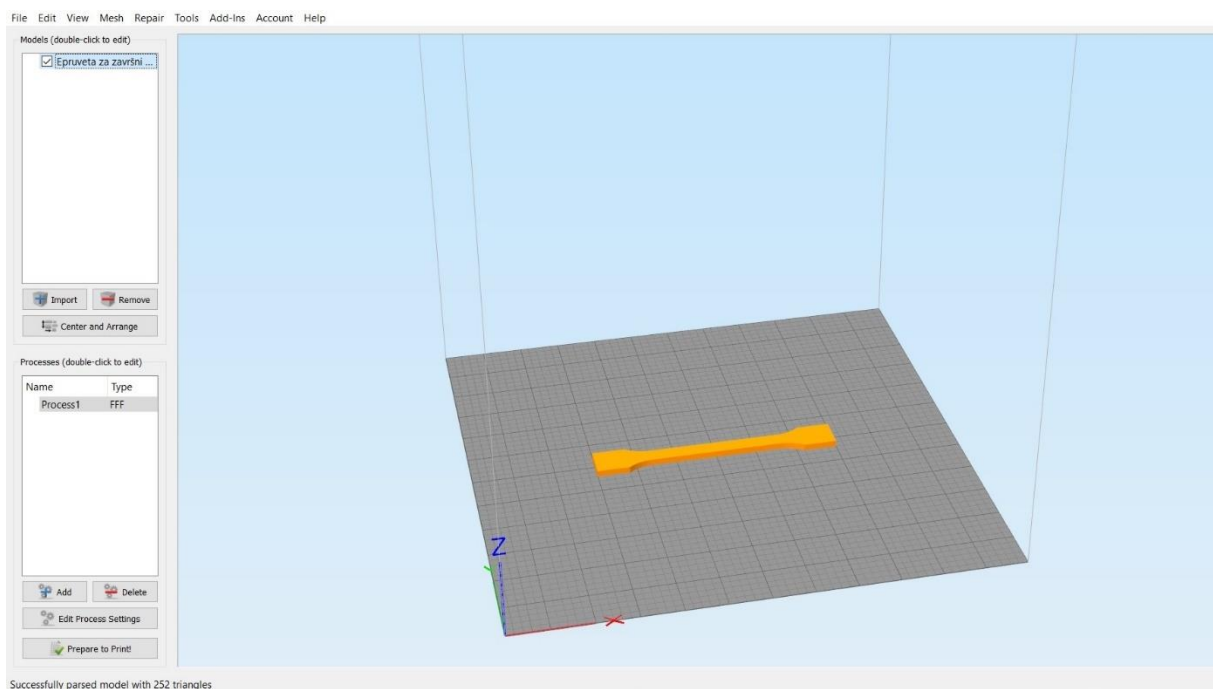 File Edit View Mesh Repair Tools Add-Ins Account Help
Models (double-click to edit)
Epruveta za završni ...
Import Remove
Center and Arrange
Processes (double-click to edit)
Name Type
Process1 FFF
Z
X
Add Delete
Edit Process Settings
Prepare to Print!
Successfully parsed model with 252 triangles